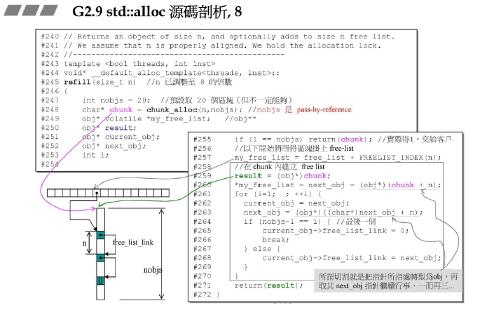 G2.9 std::alloc 源碼剖析, 8
#240 // Returns an object of size n, and optionally adds to size n free list.
#241 // We assume that n is properly aligned. We hold the allocation lock.
#242 //----------------------------------------------
#243 template <bool threads, int inst>
#244 void* __default_alloc_template<threads, inst>::
#245 refill(size_t n) //n 已調整至 8 的倍數
#246 {
#247 int nobjs = 20; //預設取 20 個區塊 (但不一定能夠)
#248 char* chunk = chunk_alloc(n,nobjs); //nobjs 是 pass-by-reference
#249 obj* volatile *my_free_list; //obj**
#250 obj* result;
#251 obj* current_obj;
#252 obj* next_obj;
#253 int i;
#254
#255 if (1 == nobjs) return(chunk); //實際得1, 交給客戶
#256 //以下開始將所得區塊掛上 free-list
#257 my_free_list = free_list + FREELIST_INDEX(n);
#258 //在 chunk 內建立 free list
#259 result = (obj*)chunk;
#260 *my_free_list = next_obj = (obj*)(chunk + n);
#261 for (i=1; ; ++i) {
#262 current_obj = next_obj;
#263 next_obj = (obj*)((char*)next_obj + n);
#264 if (nobjs-1 == i) { //最後一個
#265 current_obj->free_list_link = 0;
#266 break;
#267 } else {
#268 current_obj->free_list_link = next_obj;
#269 }
#270 }
#271 return(result);
#272 }
所謂切割就是把指針所指處轉型為obj, 再
取其 next_obj 指針繼續行事, 一而再三...
n
free_list_link
nobjs